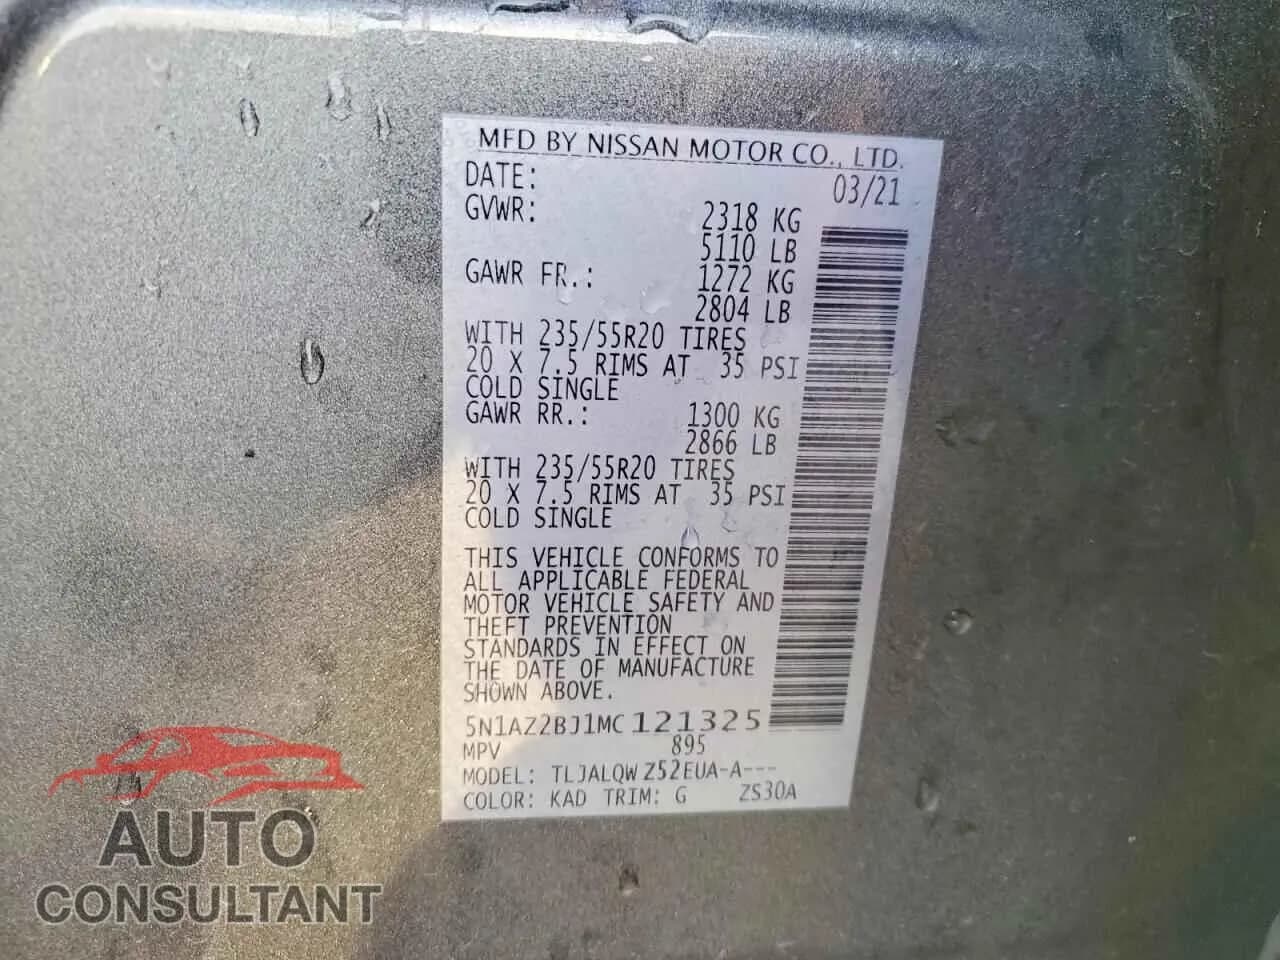 MFD BY NISSAN MOTOR CO., LTD.
DATE: 03/21
GVWR: 2318 KG
5110 LB
GAWR FR.: 1272 KG
2804 LB
WITH 235/55R20 TIRES
20 X 7.5 RIMS AT 35 PSI
COLD SINGLE
GAWR RR.: 1300 KG
2866 LB
WITH 235/55R20 TIRES
20 X 7.5 RIMS AT 35 PSI
COLD SINGLE
THIS VEHICLE CONFORMS TO
ALL APPLICABLE FEDERAL
MOTOR VEHICLE SAFETY AND
THEFT PREVENTION
STANDARDS IN EFFECT ON
THE DATE OF MANUFACTURE
SHOWN ABOVE.
5N1AZ2BJ1MC121325
MPV 895
MODEL: TLJALQW Z52EUA-A---
COLOR: KAD TRIM: G ZS30A
AUTO
CONSULTANT